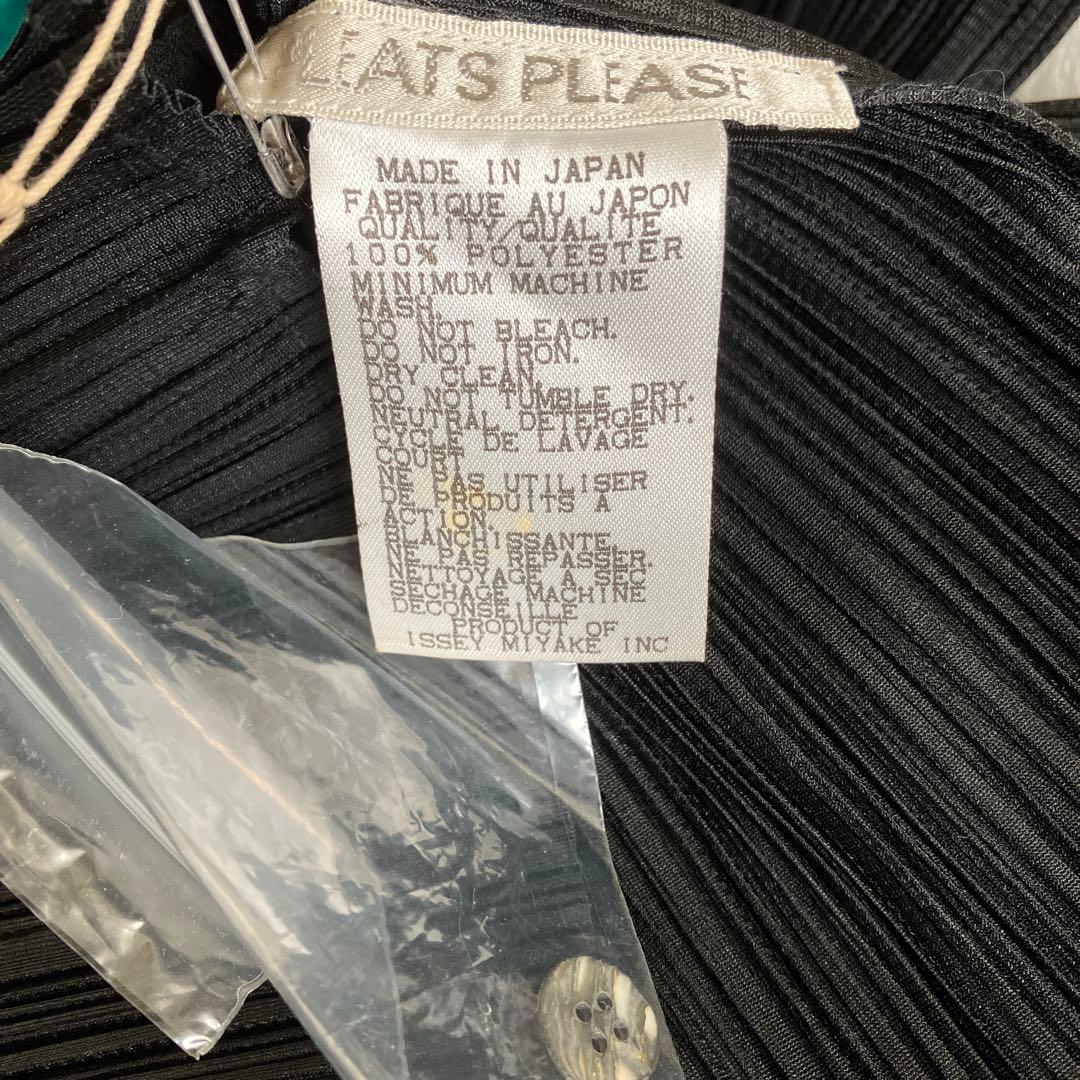 PLEATS PLEASE
MADE IN JAPAN
FABRIQUE AU JAPON
QUALITY/QUALITE
100% POLYESTER
MINIMUM MACHINE
WASH.
DO NOT BLEACH.
DO NOT IRON.
DRY CLEAN.
DO NOT TUMBLE DRY.
NEUTRAL DETERGENT.
CYCLE DE LAVAGE
COURT
NE PAS UTILISER
DE PRODUITS A
ACTION.
BLANCHISSANTE.
NE PAS REPASSER.
NETTOYAGE A SEC
SECHAGE MACHINE
DECONSEILLE
PRODUCT OF
ISSEY MIYAKE INC